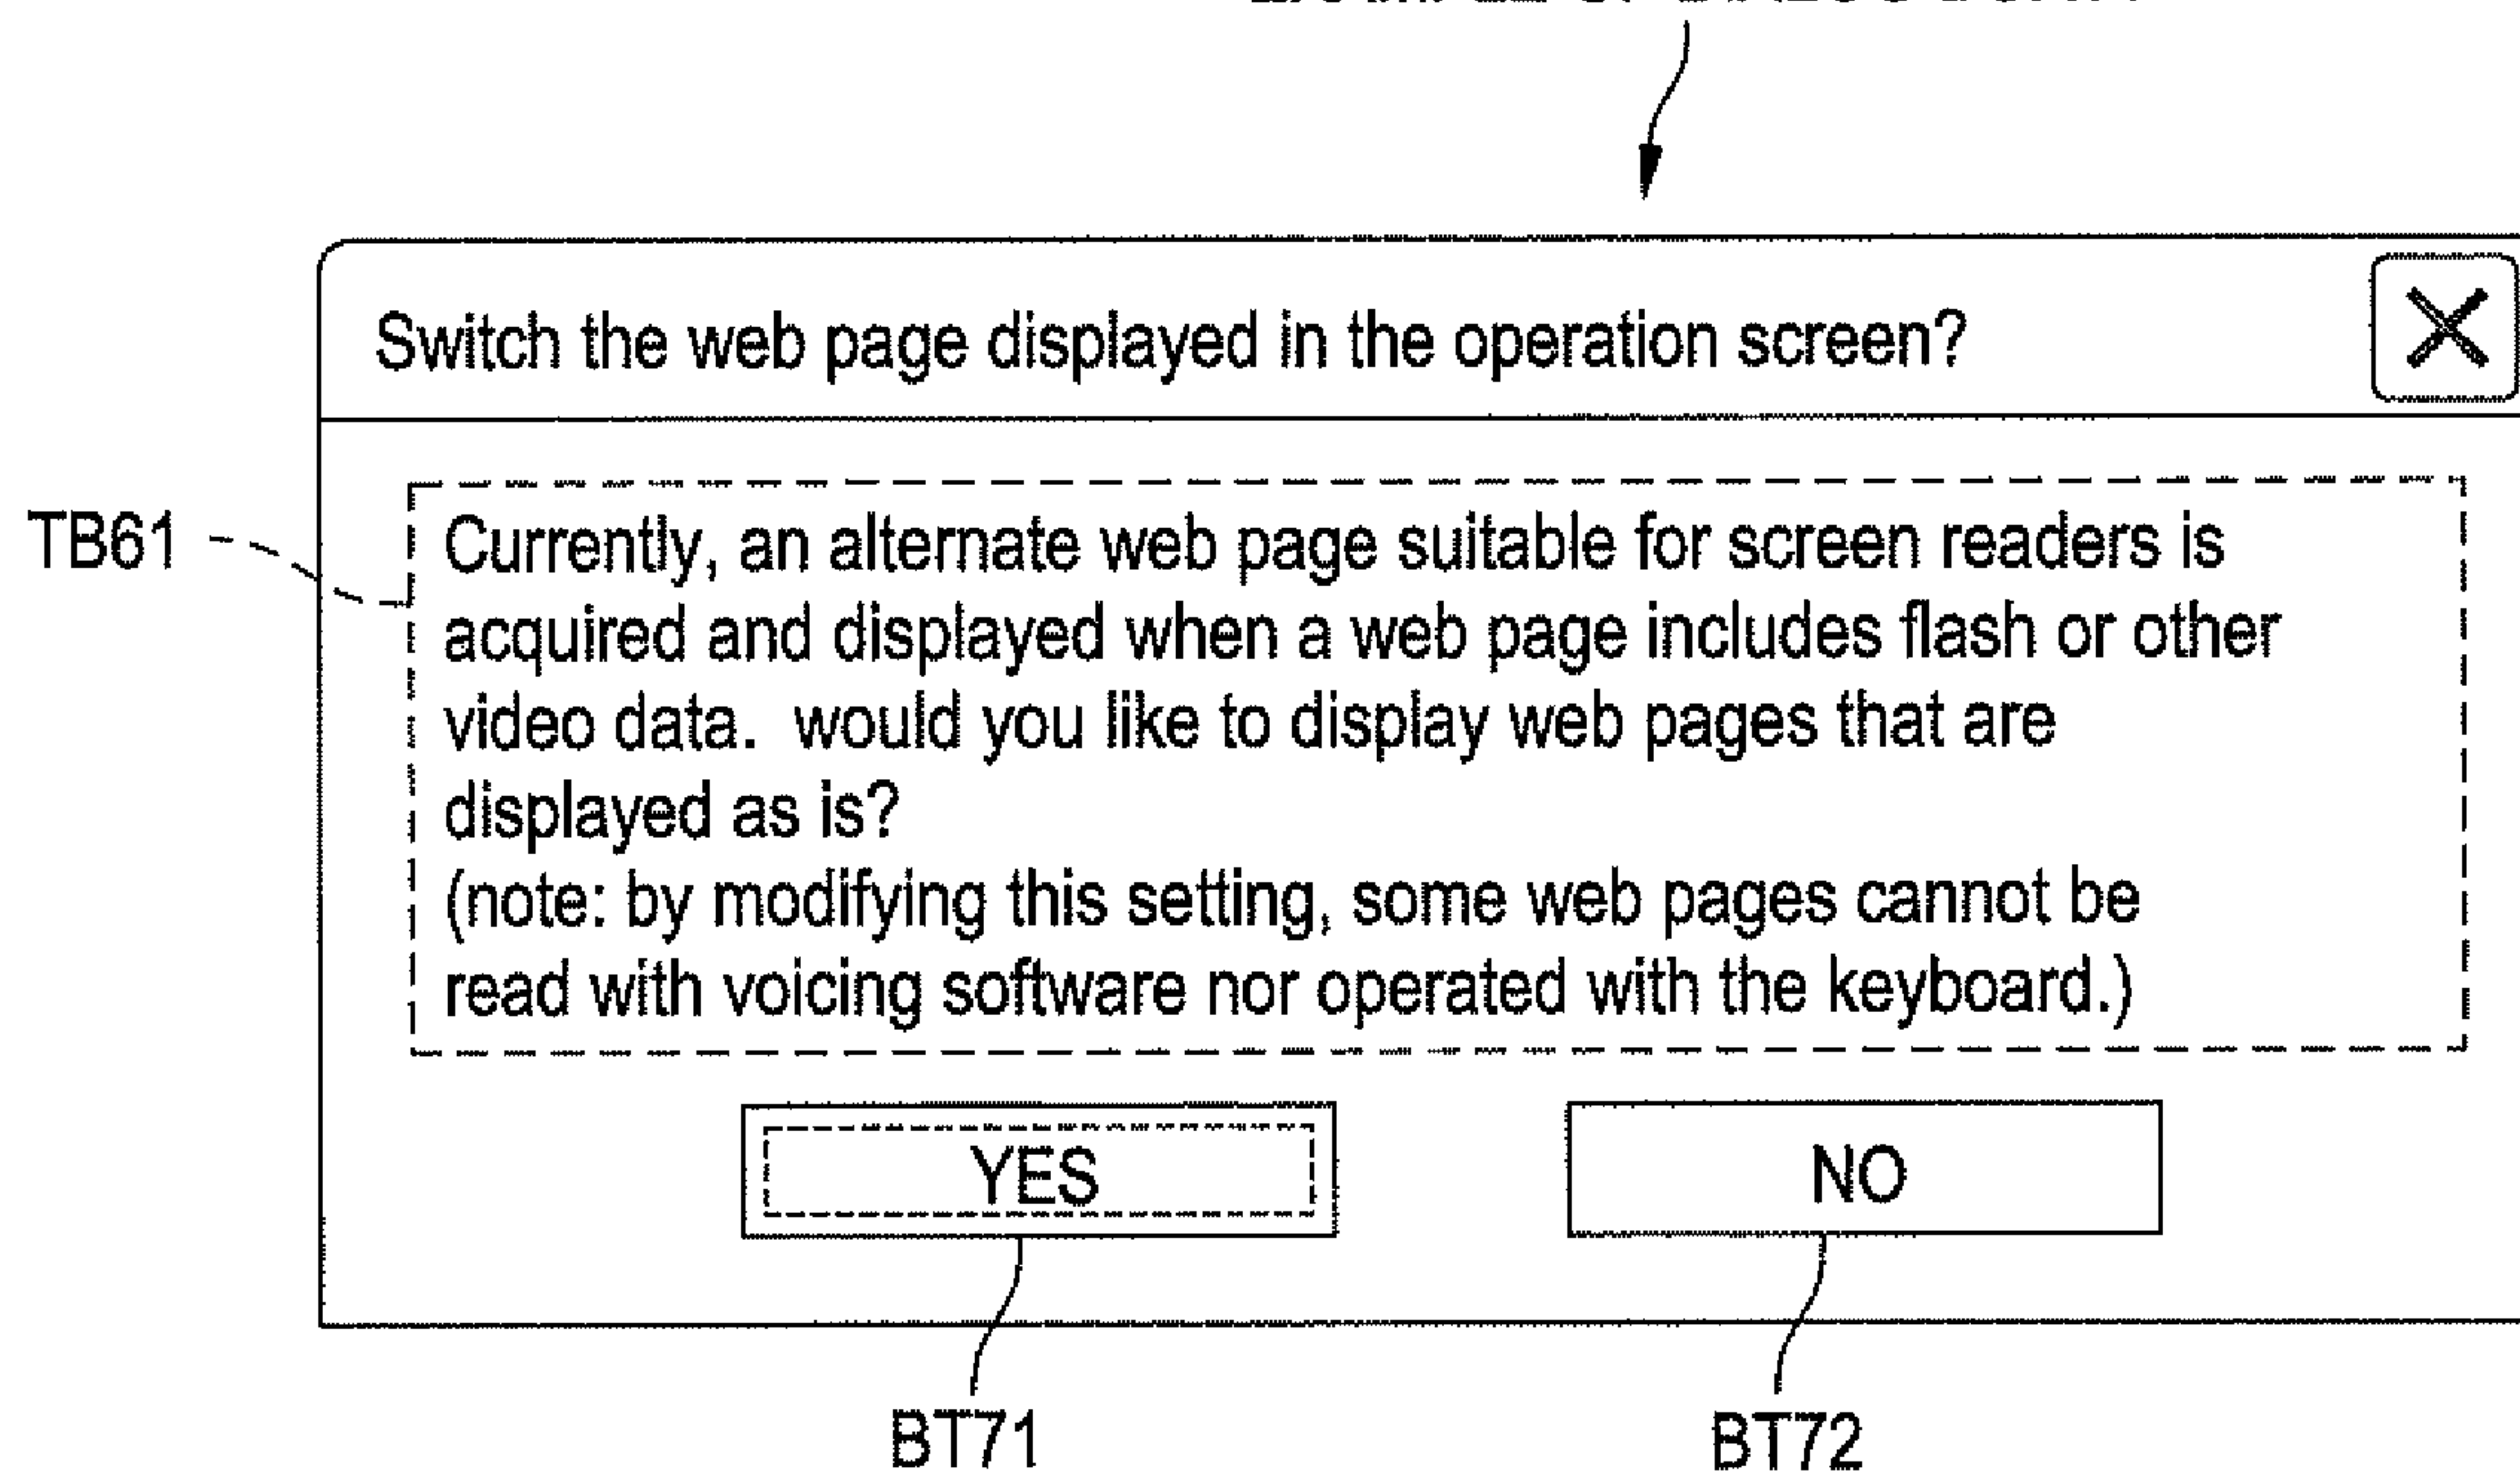 Switch the web page displayed in the operation screen?
TB61
Currently, an alternate web page suitable for screen readers is
acquired and displayed when a web page includes flash or other
video data.  would you like to display web pages that are
displayed as is?
(note: by modifying this setting, some web pages cannot be
read with voicing software nor operated with the keyboard.)
YES
NO
BT71
BT72